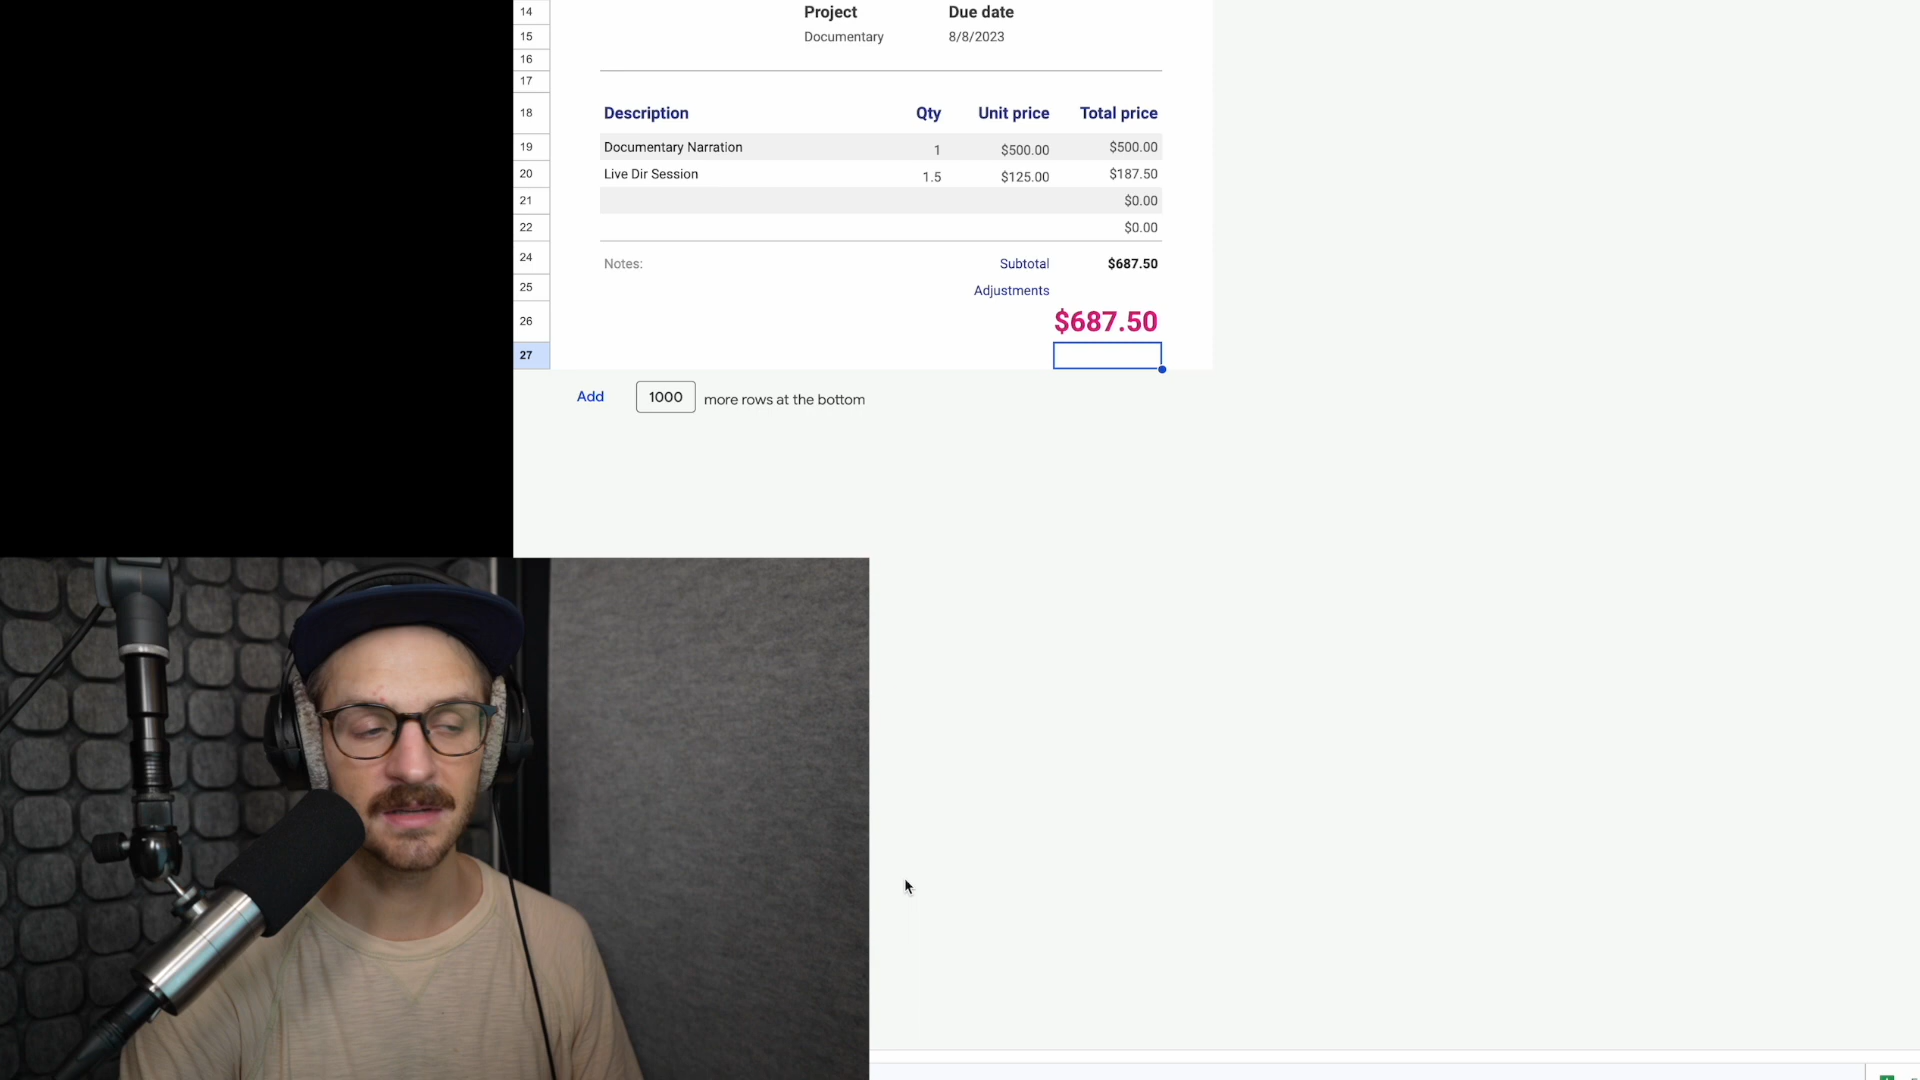 14 Project Due date
15 Documentary 8/8/2023
16
17
18 Description Qty Unit price Total price
19 Documentary Narration 1 $500.00 $500.00
20 Live Dir Session 1.5 $125.00 $187.50
21 $0.00
22 $0.00
24 Notes: Subtotal $687.50
25 Adjustments
26 $687.50
27
Add 1000 more rows at the bottom